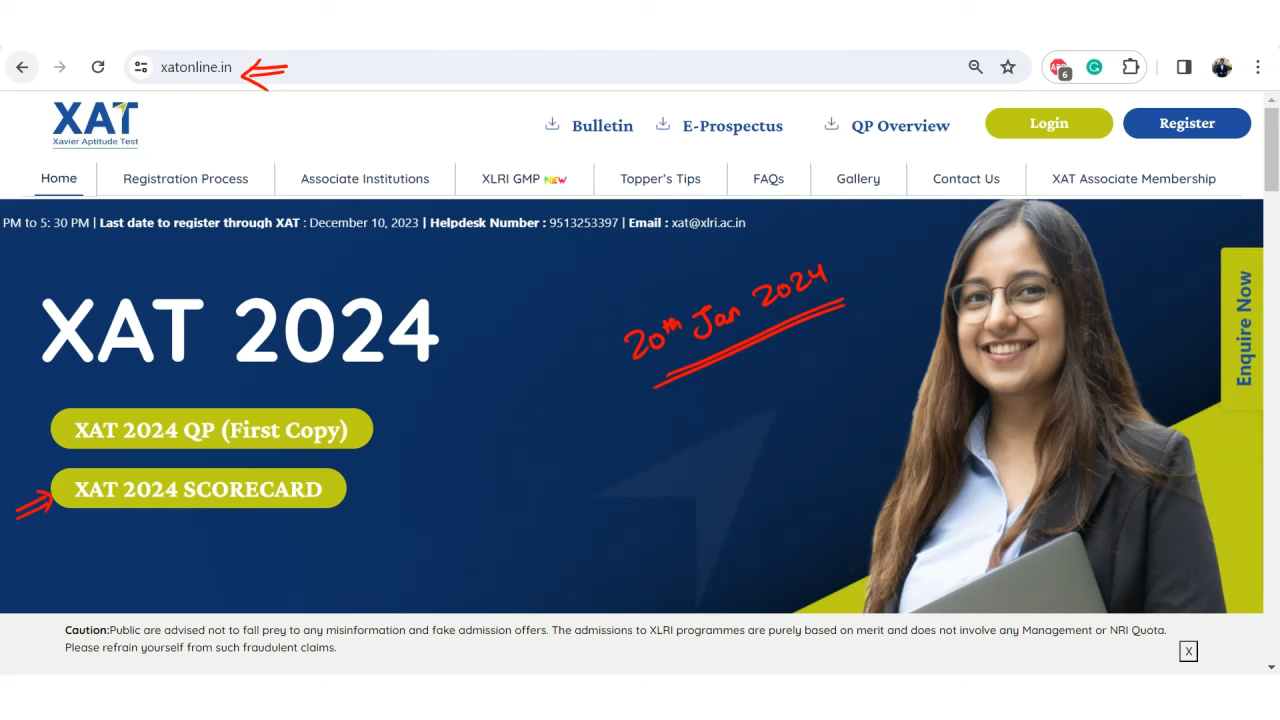 xatonline.in
6
XAT
Xavier Aptitude Test
Bulletin
E-Prospectus
QP Overview
Login
Register
Home
Registration Process
Associate Institutions
XLRI GMP NEW
Topper's Tips
FAQs
Gallery
Contact Us
XAT Associate Membership
PM to 5: 30 PM | Last date to register through XAT : December 10, 2023 | Helpdesk Number : 9513253397 | Email : xat@xlri.ac.in
XAT 2024
20th Jan 2024
Enquire Now
XAT 2024 QP (First Copy)
XAT 2024 SCORECARD
Caution:Public are advised not to fall prey to any misinformation and fake admission offers. The admissions to XLRI programmes are purely based on merit and does not involve any Management or NRI Quota.
Please refrain yourself from such fraudulent claims.
X